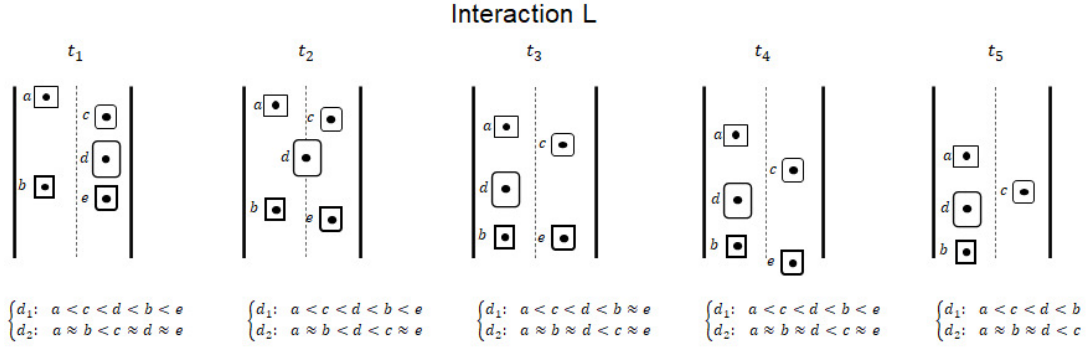 Interaction L
t₁ t₂ t₃ t₄ t₅
a c d b e
a c d b e
a c d b e
a c d b e
a c d b
{d₁: a < c < d < b < e
d₂: a ≈ b < c ≈ d ≈ e
{d₁: a < c < d < b < e
d₂: a ≈ b < d < c ≈ e
{d₁: a < c < d < b ≈ e
d₂: a ≈ b ≈ d < c ≈ e
{d₁: a < c < d < b < e
d₂: a ≈ b ≈ d < c ≈ e
{d₁: a < c < d < b
d₂: a ≈ b ≈ d < c